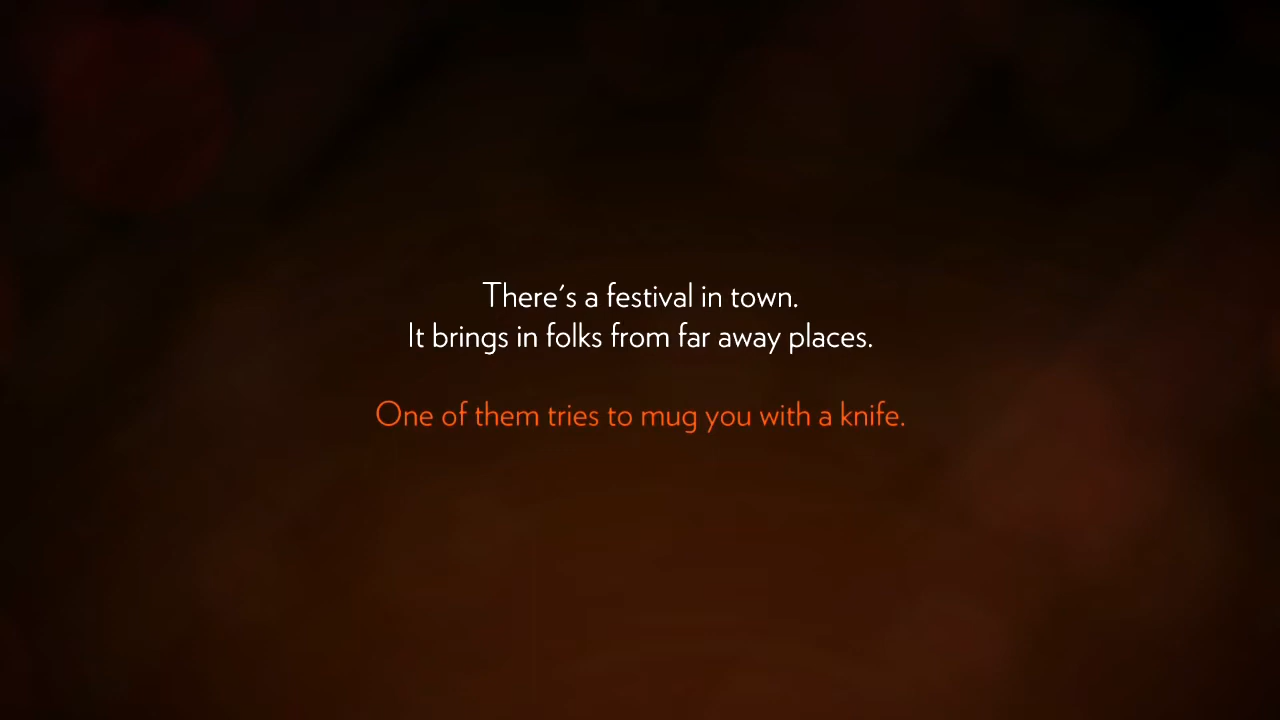 There's a festival in town.
It brings in folks from far away places.
One of them tries to mug you with a knife.